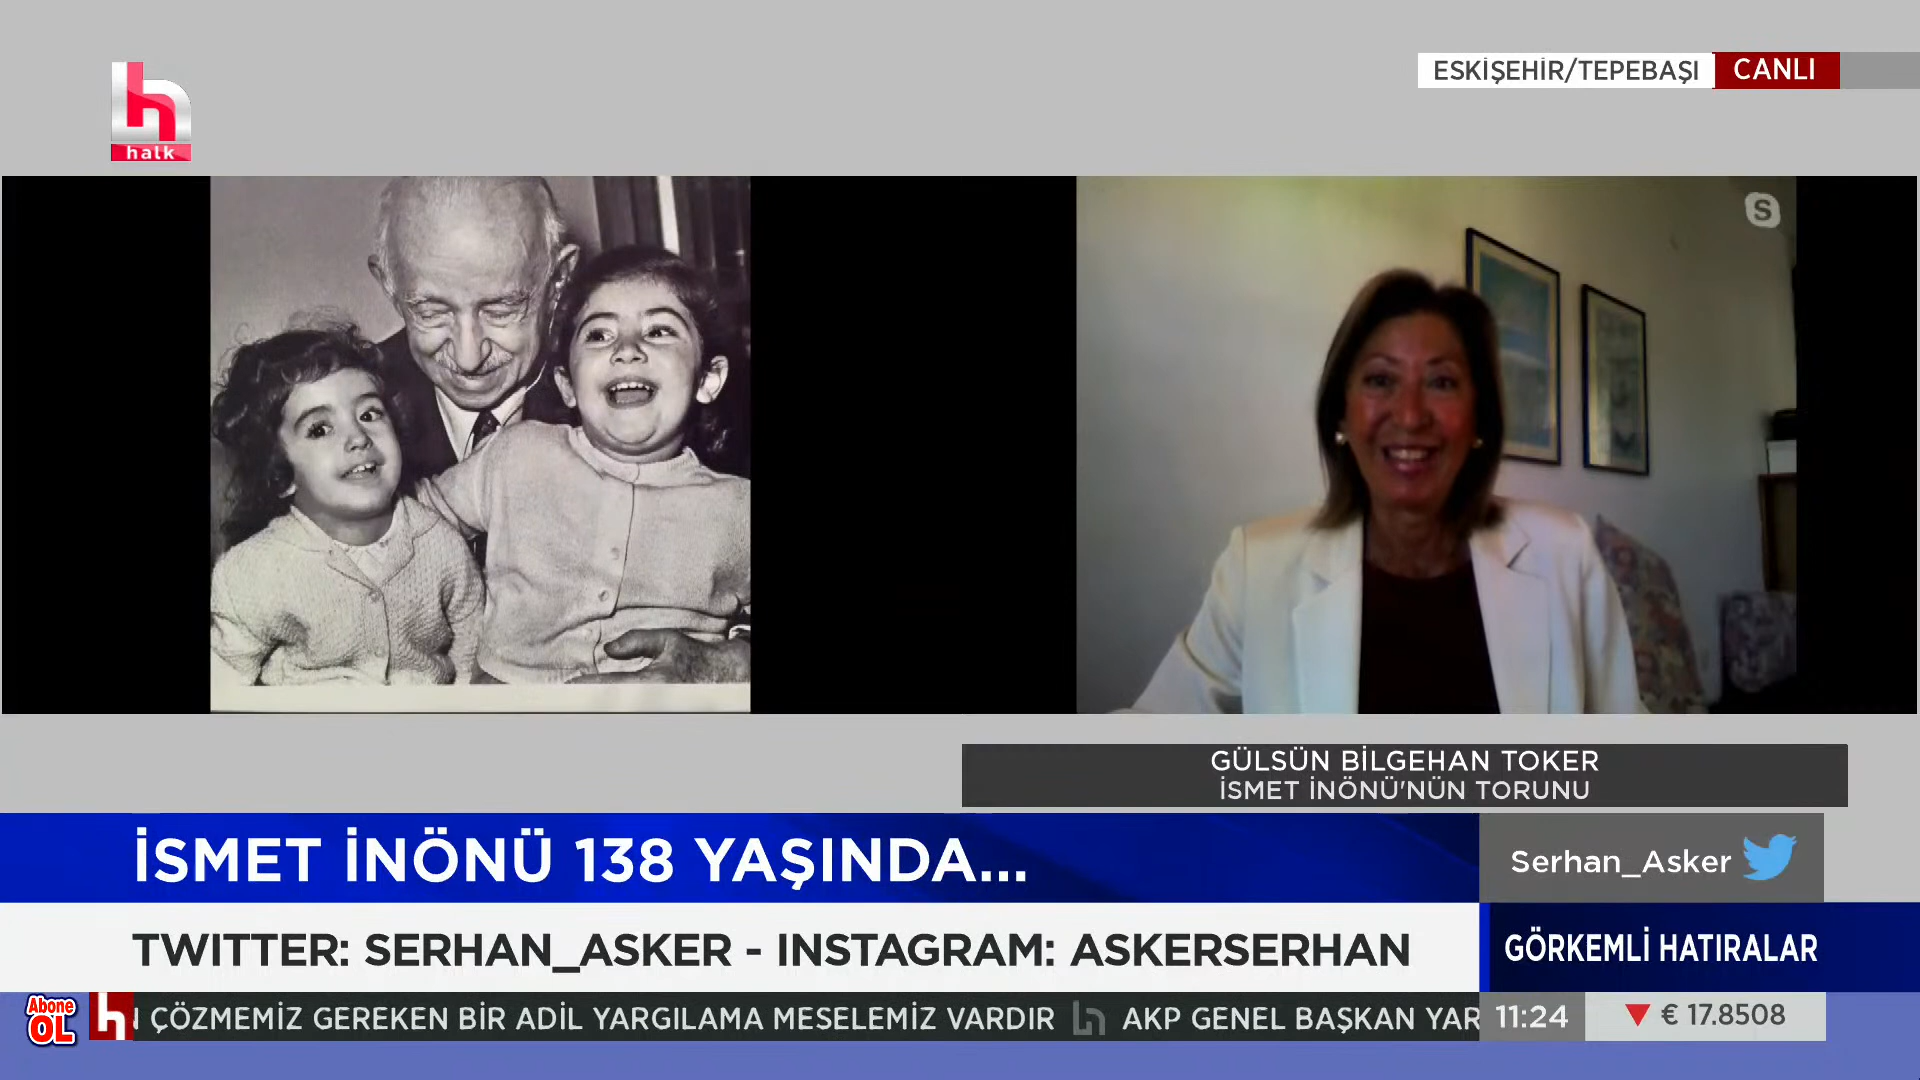 halk
ESKİŞEHİR/TEPEBAŞI CANLI
S
GÜLSÜN BİLGEHAN TOKER
İSMET İNÖNÜ'NÜN TORUNU
İSMET İNÖNÜ 138 YAŞINDA...
Serhan_Asker
TWITTER: SERHAN_ASKER - INSTAGRAM: ASKERSERHAN
GÖRKEMLİ HATIRALAR
Abone
OL
ÇÖZMEMİZ GEREKEN BİR ADİL YARGILAMA MESELEMİZ VARDIR AKP GENEL BAŞKAN YAR
11:24
€ 17.8508